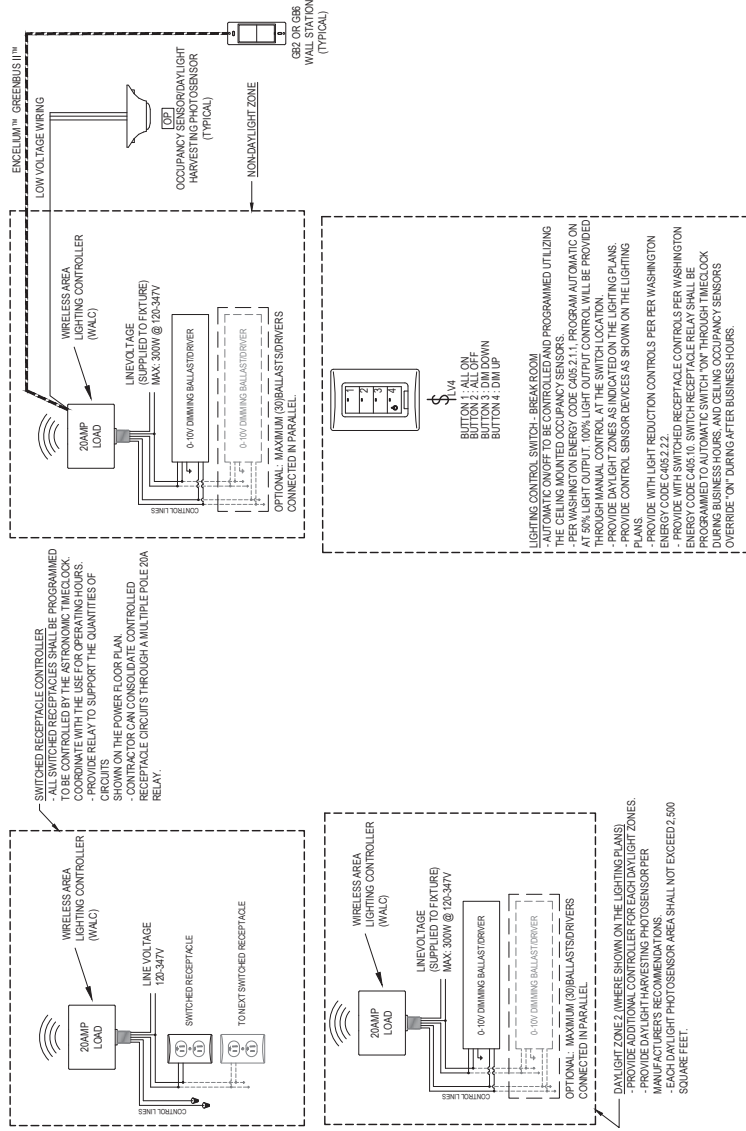 SWITCHED RECEPTACLE CONTROLLER
- ALL SWITCHED RECEPTACLES SHALL BE PROGRAMMED
TO BE CONTROLLED BY THE ASTRONOMIC TIMECLOCK.
COORDINATE WITH THE USE FOR OPERATING HOURS.
- PROVIDE RELAY TO SUPPORT THE QUANTITIES OF
CIRCUITS
SHOWN ON THE POWER FLOOR PLAN.
- CONTRACTOR CAN CONSOLIDATE CONTROLLED
RECEPTACLE CIRCUITS THROUGH A MULTIPLE POLE 20A
RELAY.
WIRELESS AREA
LIGHTING CONTROLLER
(WALC)
20AMP
LOAD
LINE VOLTAGE
120-347V
SWITCHED RECEPTACLE
TO NEXT SWITCHED RECEPTACLE
CONTROL LINES
ENCELIUM™ GREENBUS II™
LOW VOLTAGE WIRING
WIRELESS AREA
LIGHTING CONTROLLER
(WALC)
20AMP
LOAD
LINEVOLTAGE
(SUPPLIED TO FIXTURE)
MAX: 300W @ 120-347V
0-10V DIMMING BALLAST/DRIVER
0-10V DIMMING BALLAST/DRIVER
CONTROL LINES
OPTIONAL: MAXIMUM (30)BALLASTS/DRIVERS
CONNECTED IN PARALLEL.
GB2 OR GB6
WALL STATION
(TYPICAL)
OP
OCCUPANCY SENSOR/DAYLIGHT
HARVESTING PHOTOSENSOR
(TYPICAL)
NON-DAYLIGHT ZONE
WIRELESS AREA
LIGHTING CONTROLLER
(WALC)
20AMP
LOAD
LINEVOLTAGE
(SUPPLIED TO FIXTURE)
MAX: 300W @ 120-347V
0-10V DIMMING BALLAST/DRIVER
0-10V DIMMING BALLAST/DRIVER
CONTROL LINES
OPTIONAL: MAXIMUM (30)BALLASTS/DRIVERS
CONNECTED IN PARALLEL.
DAYLIGHT ZONE 2 (WHERE SHOWN ON THE LIGHTING PLANS)
- PROVIDE ADDITIONAL CONTROLLER FOR EACH DAYLIGHT ZONES.
- PROVIDE DAYLIGHT HARVESTING PHOTOSENSOR PER
MANUFACTURER'S RECOMMENDATIONS.
- EACH DAYLIGHT PHOTOSENSOR AREA SHALL NOT EXCEED 2,500
SQUARE FEET.
1
2
3
4
$
LV4
BUTTON 1 : ALL ON
BUTTON 2: ALL OFF
BUTTON 3 : DIM DOWN
BUTTON 4 : DIM UP
LIGHTING CONTROL SWITCH - BREAK ROOM
- AUTOMATIC ON/OFF TO BE CONTROLLED AND PROGRAMMED UTILIZING
THE CEILING MOUNTED OCCUPANCY SENSORS.
- PER WASHINGTON ENERGY CODE C405.2.1.1, PROGRAM AUTOMATIC ON
AT 50% LIGHT OUTPUT. 100% LIGHT OUTPUT CONTROL WILL BE PROVIDED
THROUGH MANUAL CONTROL AT THE SWITCH LOCATION.
- PROVIDE DAYLIGHT ZONES AS INDICATED ON THE LIGHTING PLANS.
- PROVIDE CONTROL SENSOR DEVICES AS SHOWN ON THE LIGHTING
PLANS.
- PROVIDE WITH LIGHT REDUCTION CONTROLS PER PER WASHINGTON
ENERGY CODE C405.2.2.2.
- PROVIDE WITH SWITCHED RECEPTACLE CONTROLS PER WASHINGTON
ENERGY CODE C405.10. SWITCH RECEPTACLE RELAY SHALL BE
PROGRAMMED TO AUTOMATIC SWITCH "ON" THROUGH TIMECLOCK
DURING BUSINESS HOURS, AND CEILING OCCUPANCY SENSORS
OVERRIDE "ON" DURING AFTER BUSINESS HOURS.